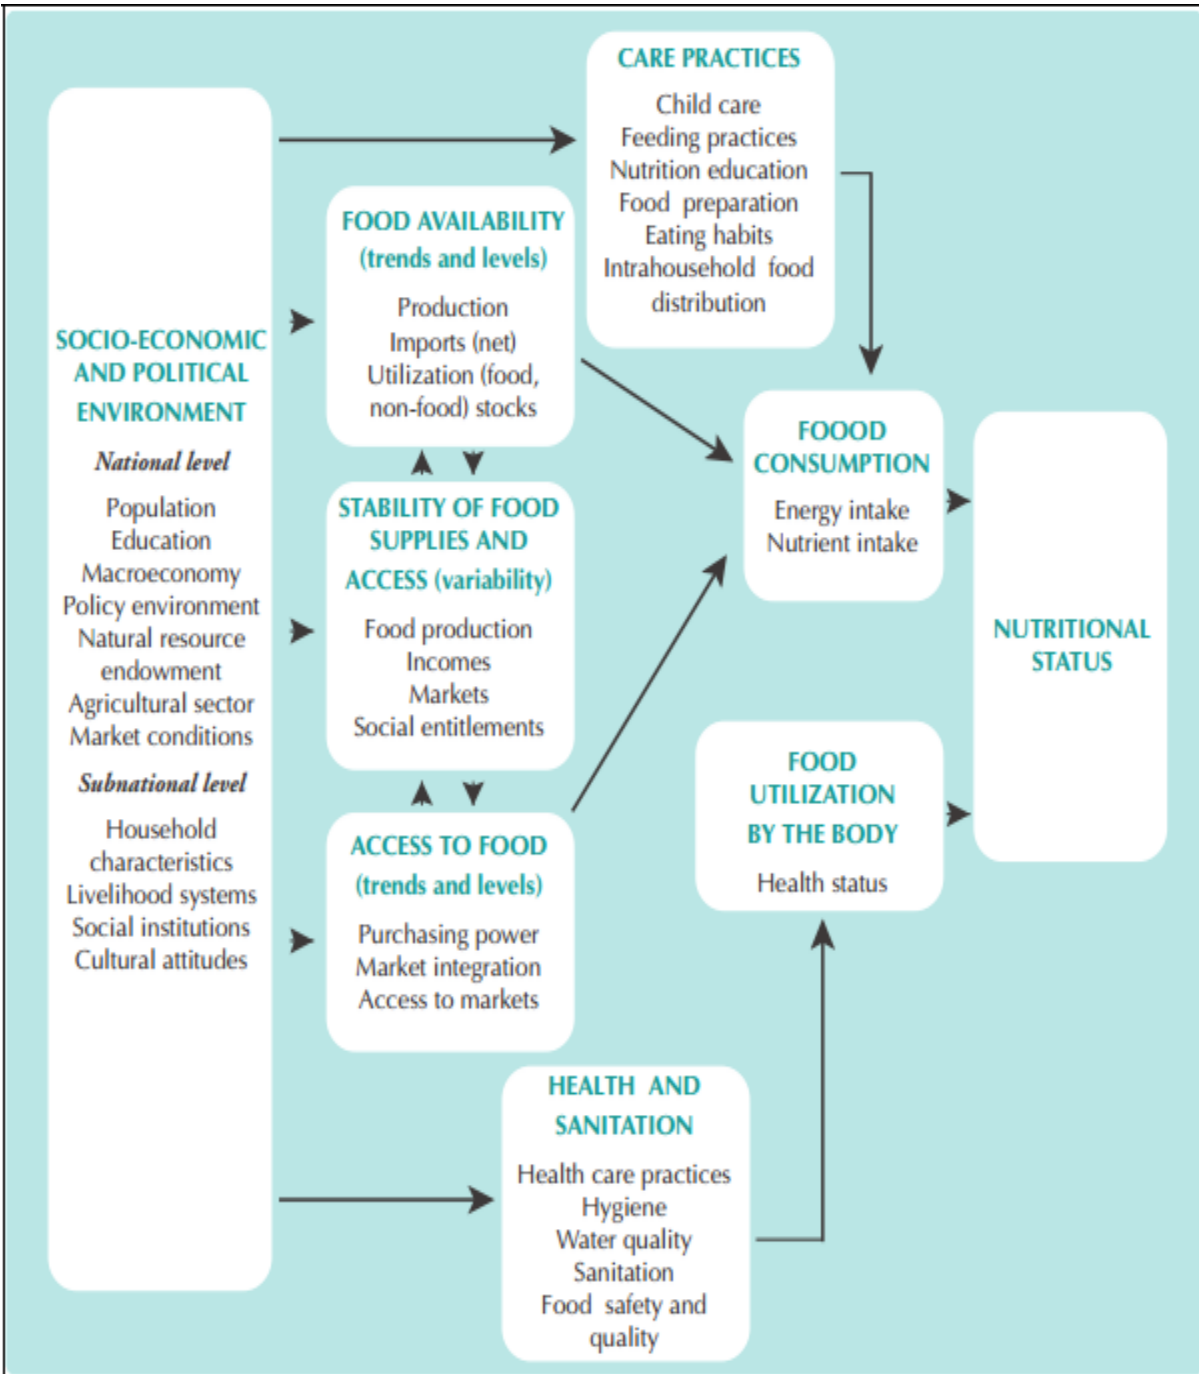 CARE PRACTICES
Child care
Feeding practices
Nutrition education
Food preparation
Eating habits
Intrahousehold food
distribution
SOCIO-ECONOMIC
AND POLITICAL
ENVIRONMENT
National level
Population
Education
Macroeconomy
Policy environment
Natural resource
endowment
Agricultural sector
Market conditions
Subnational level
Household
characteristics
Livelihood systems
Social institutions
Cultural attitudes
FOOD AVAILABILITY
(trends and levels)
Production
Imports (net)
Utilization (food,
non-food) stocks
STABILITY OF FOOD
SUPPLIES AND
ACCESS (variability)
Food production
Incomes
Markets
Social entitlements
ACCESS TO FOOD
(trends and levels)
Purchasing power
Market integration
Access to markets
HEALTH AND
SANITATION
Health care practices
Hygiene
Water quality
Sanitation
Food safety and
quality
FOOOD
CONSUMPTION
Energy intake
Nutrient intake
FOOD
UTILIZATION
BY THE BODY
Health status
NUTRITIONAL
STATUS